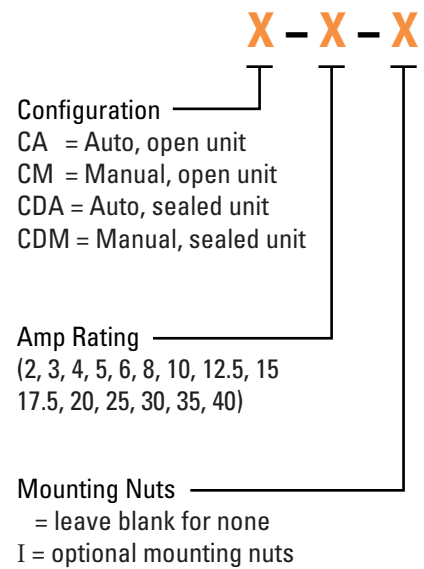 X – X – X
Configuration
CA = Auto, open unit
CM = Manual, open unit
CDA = Auto, sealed unit
CDM = Manual, sealed unit
Amp Rating
(2, 3, 4, 5, 6, 8, 10, 12.5, 15
17.5, 20, 25, 30, 35, 40)
Mounting Nuts
= leave blank for none
I = optional mounting nuts